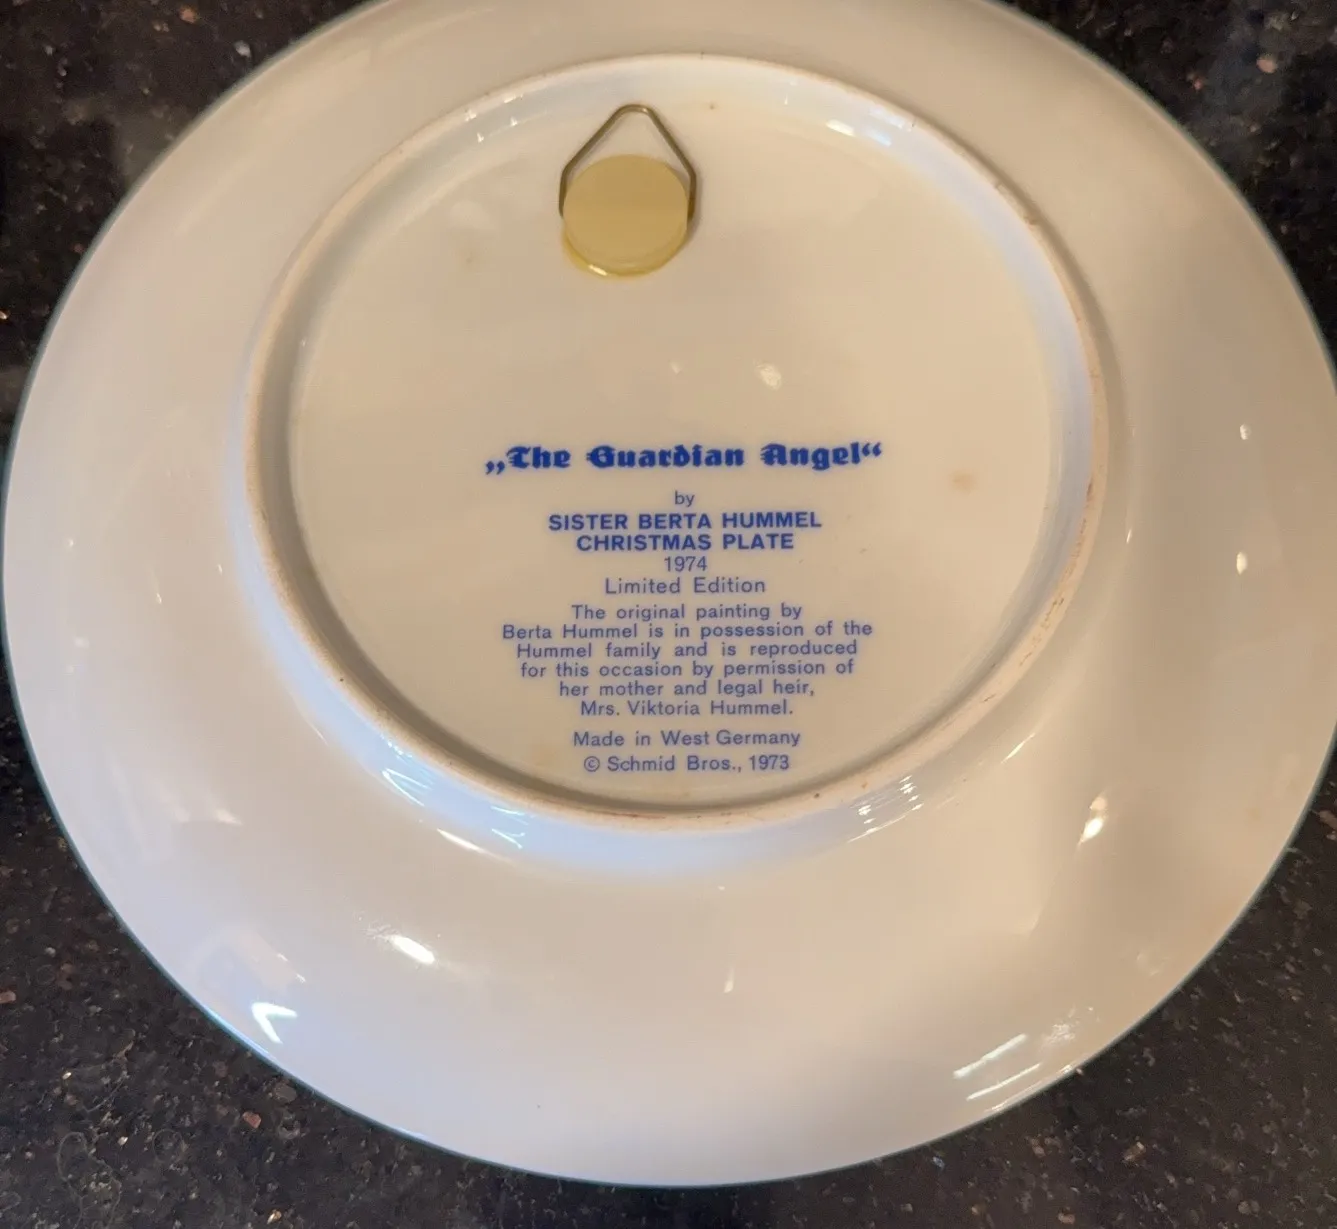 „The Guardian Angel“
by
SISTER BERTA HUMMEL
CHRISTMAS PLATE
1974
Limited Edition
The original painting by
Berta Hummel is in possession of the
Hummel family and is reproduced
for this occasion by permission of
her mother and legal heir,
Mrs. Viktoria Hummel.
Made in West Germany
© Schmid Bros., 1973